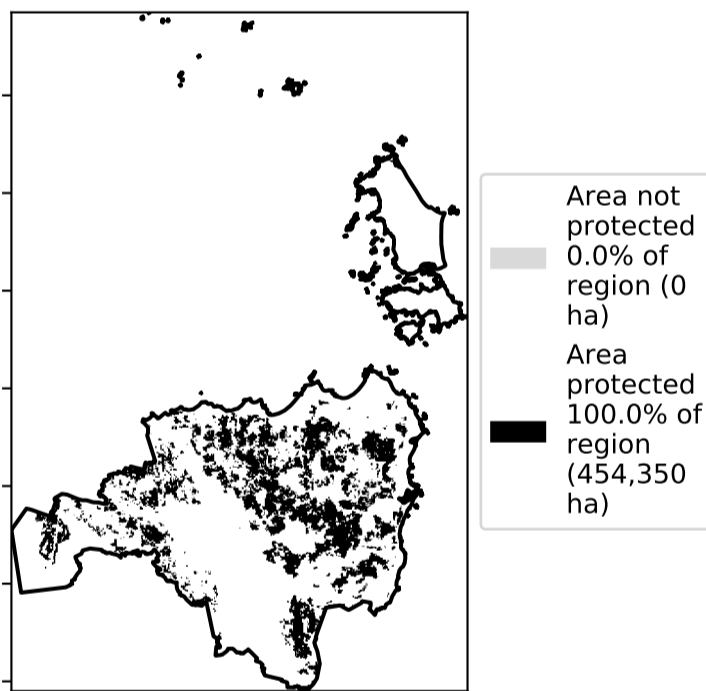 Area not
protected
0.0% of
region (0
ha)
Area
protected
100.0% of
region
(454,350
ha)